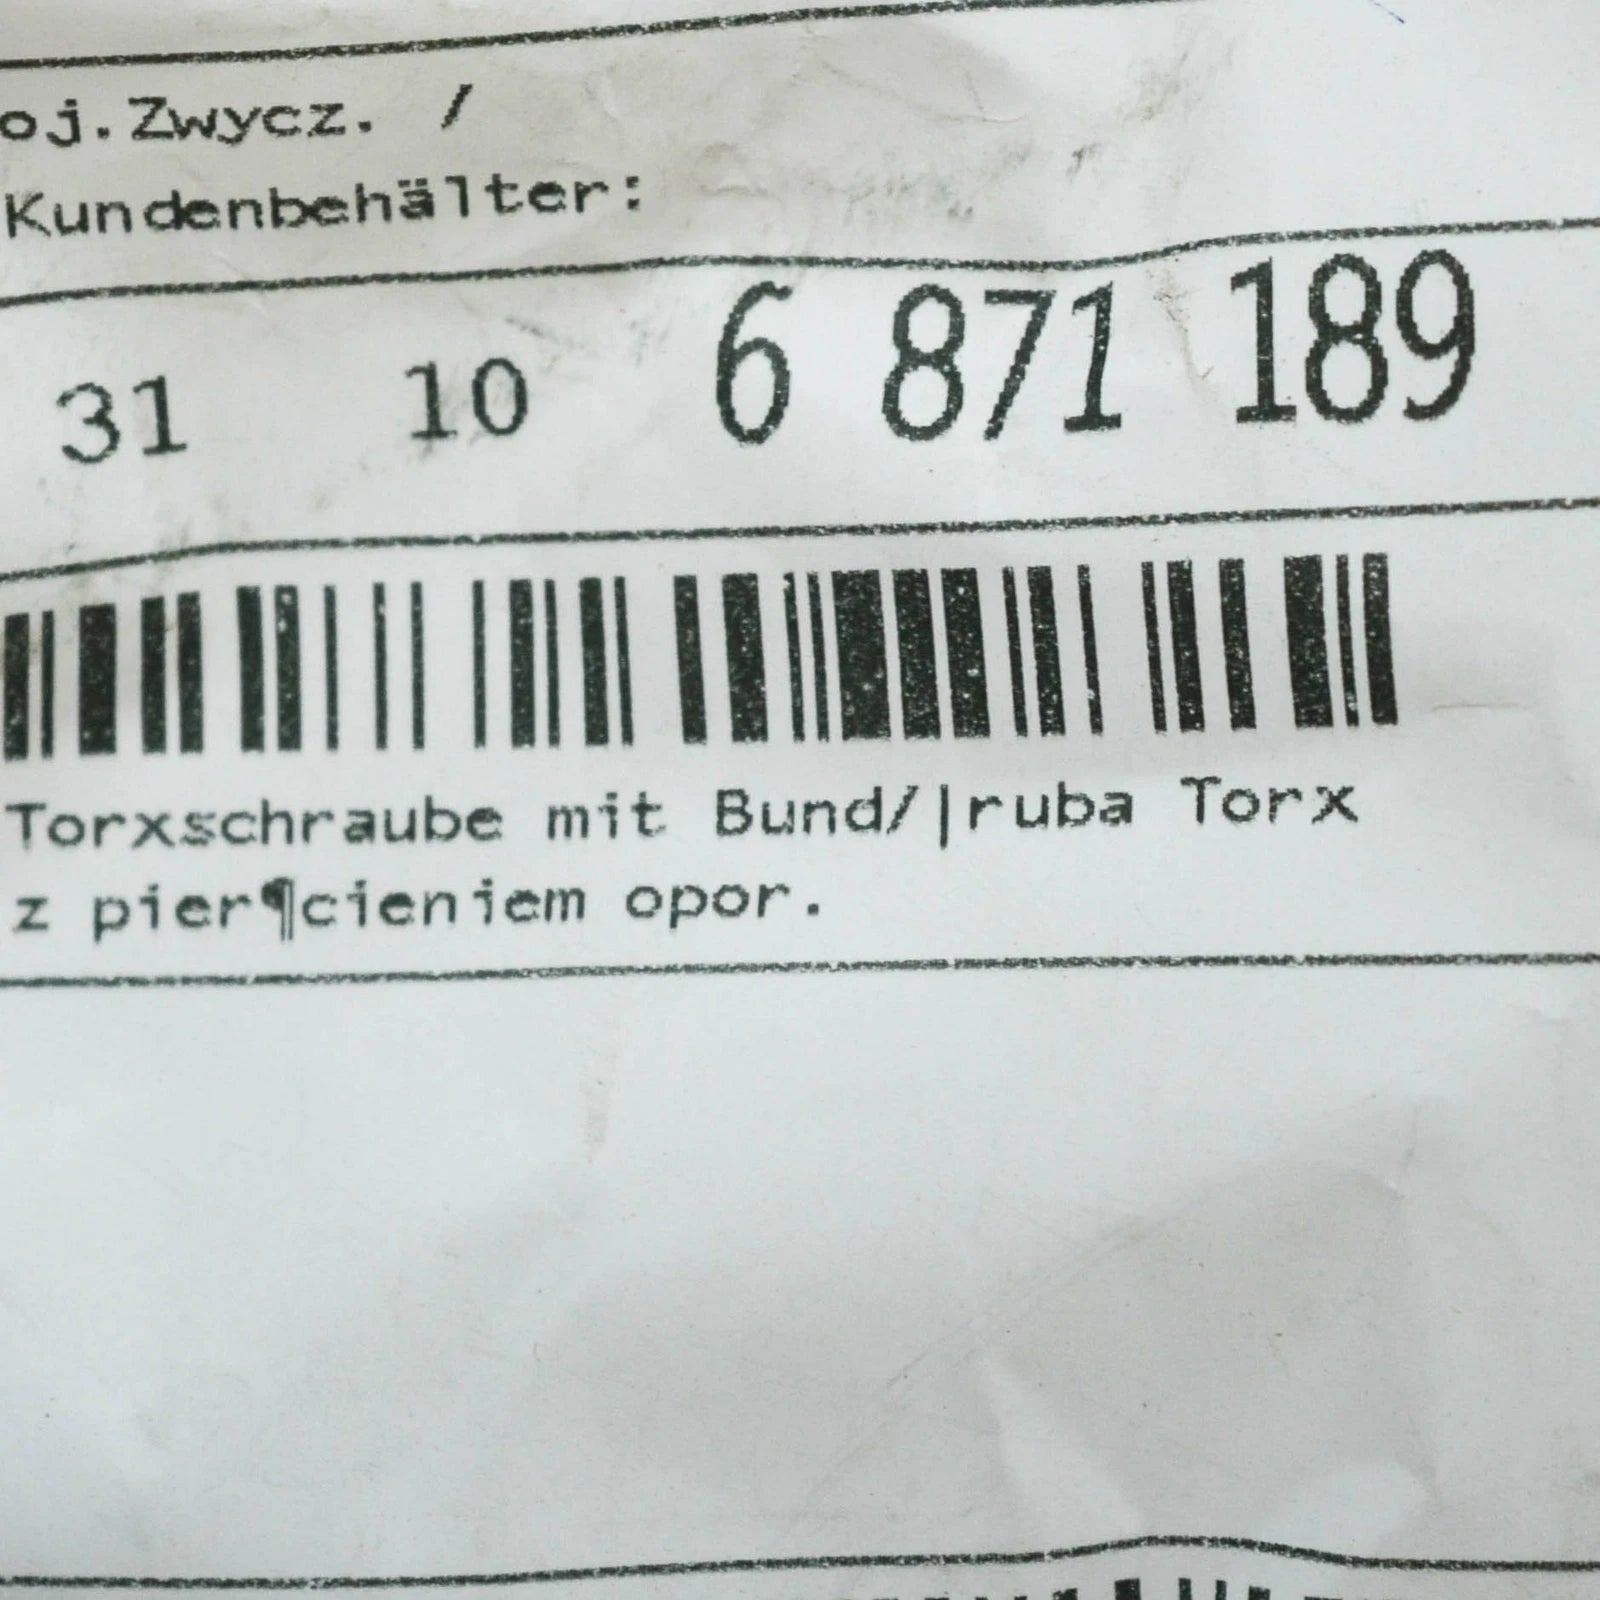 oj.Zwycz. /
Kundenbehälter:
31 10 6 871 189
Torxschraube mit Bund/|ruba Torx
z pier¶cieniem opor.